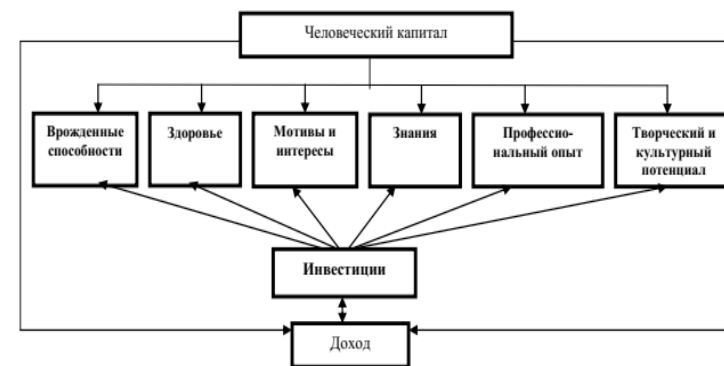 Человеческий капитал
Врожденные
способности
Здоровье
Мотивы и
интересы
Знания
Профессио-
нальный опыт
Творческий и
культурный
потенциал
Инвестиции
Доход